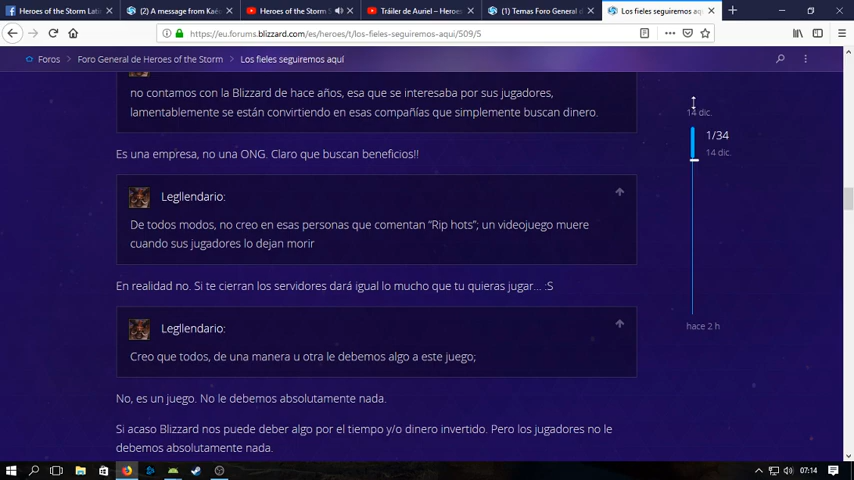 Heroes of the Storm Latin
(2) A message from Kaé
Heroes of the Storm S
Tráiler de Auriel – Heroe
(1) Temas Foro General d
Los fieles seguiremos aqu
https://eu.forums.blizzard.com/es/heroes/t/los-fieles-seguiremos-aqui/509/5
Foros
Foro General de Heroes of the Storm
Los fieles seguiremos aquí
no contamos con la Blizzard de hace años, esa que se interesaba por sus jugadores,
lamentablemente se están convirtiendo en esas compañías que simplemente buscan dinero.
14 dic.
1/34
14 dic.
Es una empresa, no una ONG. Claro que buscan beneficios!!
Legllendario:
De todos modos, no creo en esas personas que comentan “Rip hots”; un videojuego muere
cuando sus jugadores lo dejan morir
En realidad no. Si te cierran los servidores dará igual lo mucho que tu quieras jugar... :S
hace 2 h
Legllendario:
Creo que todos, de una manera u otra le debemos algo a este juego;
No, es un juego. No le debemos absolutamente nada.
Si acaso Blizzard nos puede deber algo por el tiempo y/o dinero invertido. Pero los jugadores no le
debemos absolutamente nada.
07:14